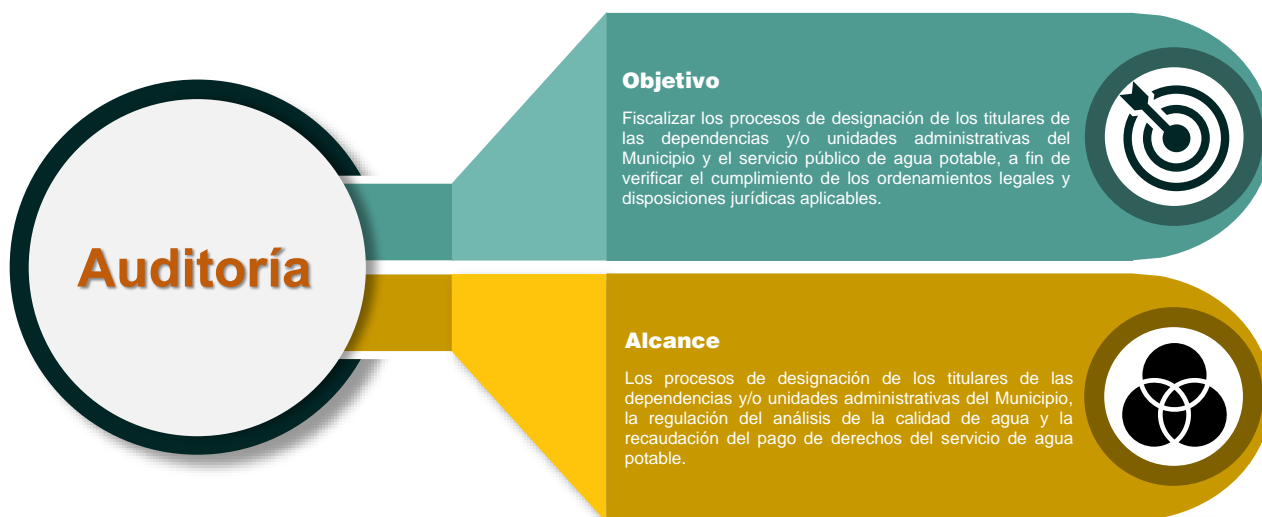 Auditoría
Objetivo
Fiscalizar los procesos de designación de los titulares de
las dependencias y/o unidades administrativas del
Municipio y el servicio público de agua potable, a fin de
verificar el cumplimiento de los ordenamientos legales y
disposiciones jurídicas aplicables.
Alcance
Los procesos de designación de los titulares de las
dependencias y/o unidades administrativas del Municipio,
la regulación del análisis de la calidad de agua y la
recaudación del pago de derechos del servicio de agua
potable.